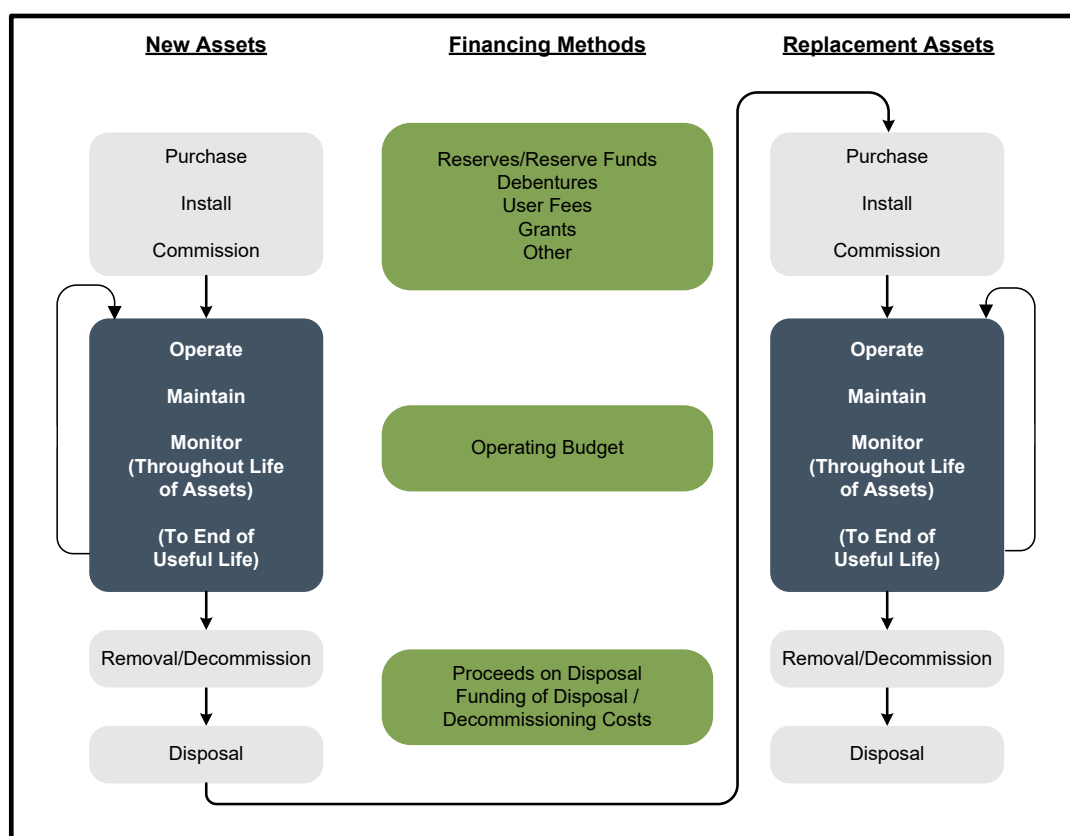 New Assets
Financing Methods
Replacement Assets
Purchase
Install
Commission
Operate
Maintain
Monitor
(Throughout Life
of Assets)
(To End of
Useful Life)
Removal/Decommission
Disposal
Reserves/Reserve Funds
Debentures
User Fees
Grants
Other
Operating Budget
Proceeds on Disposal
Funding of Disposal /
Decommissioning Costs
Purchase
Install
Commission
Operate
Maintain
Monitor
(Throughout Life
of Assets)
(To End of
Useful Life)
Removal/Decommission
Disposal